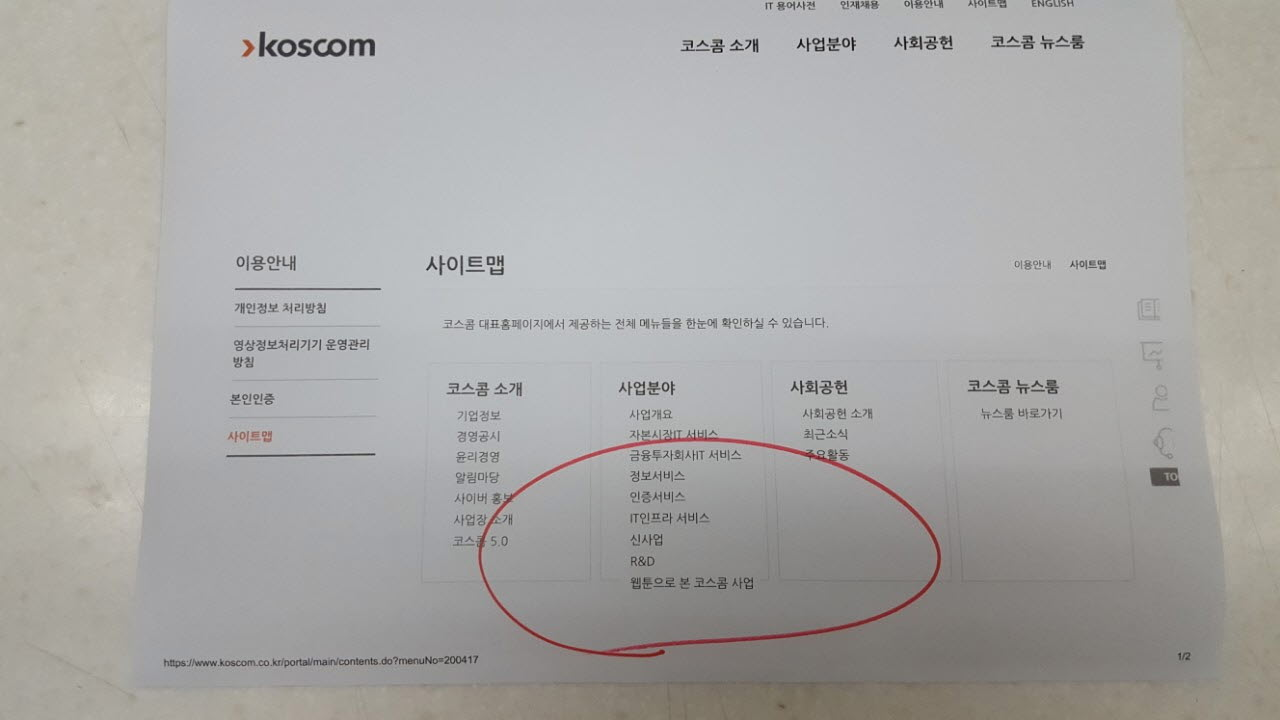 IT 용어사전 인재채용 이용안내 사이트맵 ENGLISH
koscom
코스콤 소개 사업분야 사회공헌 코스콤 뉴스룸
이용안내
개인정보 처리방침
영상정보처리기기 운영관리
방침
본인인증
사이트맵
사이트맵
이용안내 사이트맵
코스콤 대표홈페이지에서 제공하는 전체 메뉴들을 한눈에 확인하실 수 있습니다.
코스콤 소개
기업정보
경영공시
윤리경영
알림마당
사이버 홍보
사업장 소개
코스콤 5.0
사업분야
사업개요
자본시장IT 서비스
금융투자회사IT 서비스
정보서비스
인증서비스
IT인프라 서비스
신사업
R&D
웹툰으로 본 코스콤 사업
사회공헌
사회공헌 소개
최근소식
주요활동
코스콤 뉴스룸
뉴스룸 바로가기
TO
https://www.koscom.co.kr/portal/main/contents.do?menuNo=200417
1/2